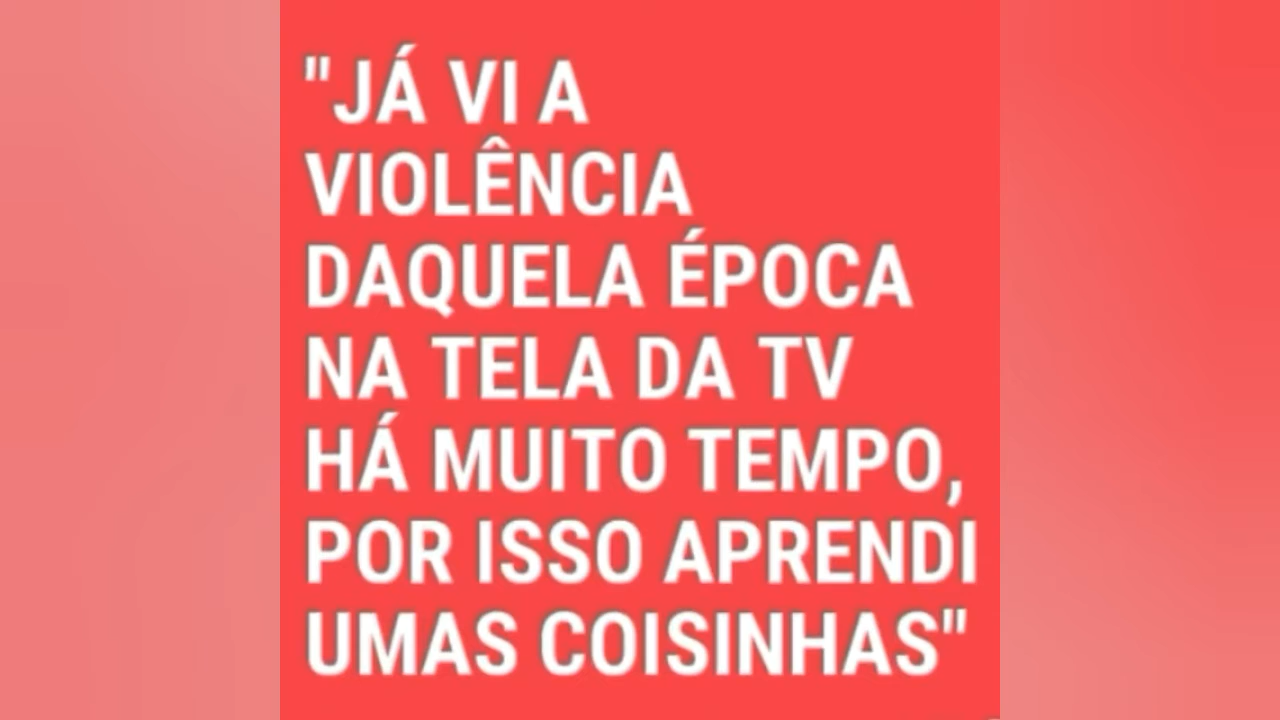 "JÁ VI A
VIOLÊNCIA
DAQUELA ÉPOCA
NA TELA DA TV
HÁ MUITO TEMPO,
POR ISSO APRENDI
UMAS COISINHAS"